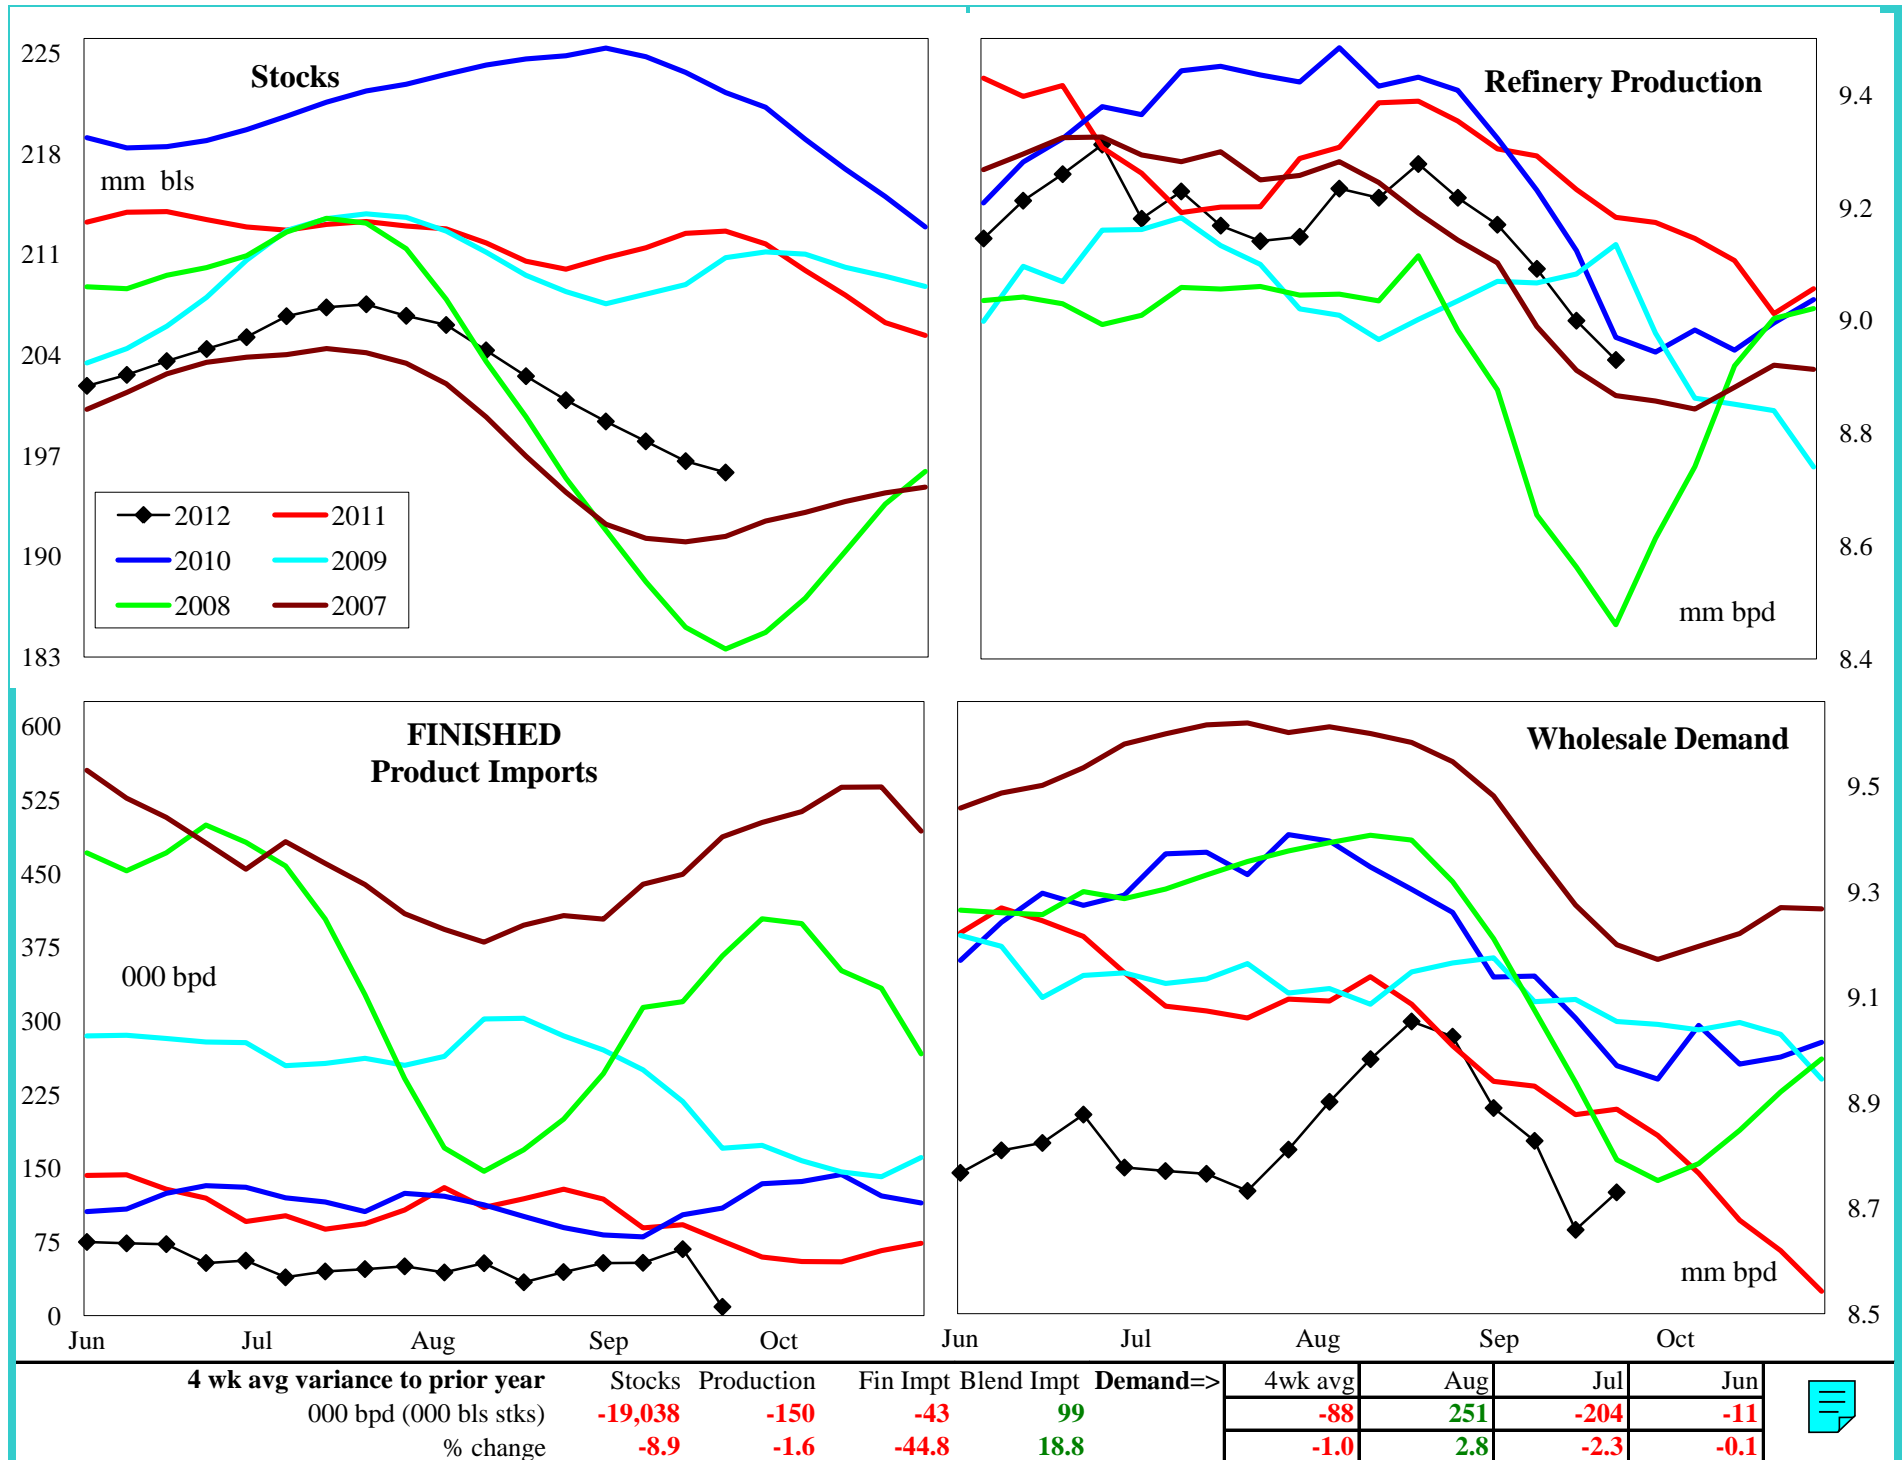 Stocks
mm bls
225
218
211
204
197
190
183
2012
2011
2010
2009
2008
2007
Refinery Production
9.4
9.2
9.0
8.8
8.6
8.4
mm bpd
FINISHED
Product Imports
000 bpd
600
525
450
375
300
225
150
75
0
Jun Jul Aug Sep Oct
Wholesale Demand
9.5
9.3
9.1
8.9
8.7
8.5
mm bpd
Jun Jul Aug Sep Oct
4 wk avg variance to prior year Stocks Production Fin Impt Blend Impt Demand=> 4wk avg Aug Jul Jun
000 bpd (000 bls stks) -19,038 -150 -43 99 -88 251 -204 -11
% change -8.9 -1.6 -44.8 18.8 -1.0 2.8 -2.3 -0.1